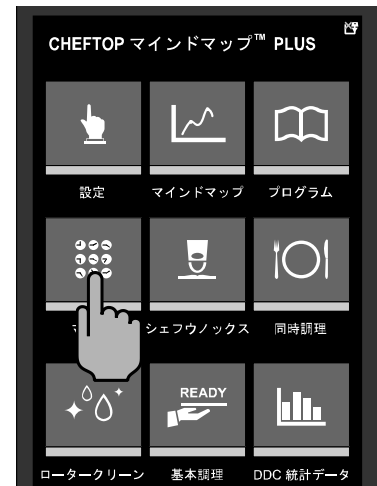 CHEFTOP マインドマップ™ PLUS
設定 マインドマップ プログラム
シェフウノックス 同時調理
READY
ロータークリーン 基本調理 DDC 統計データ